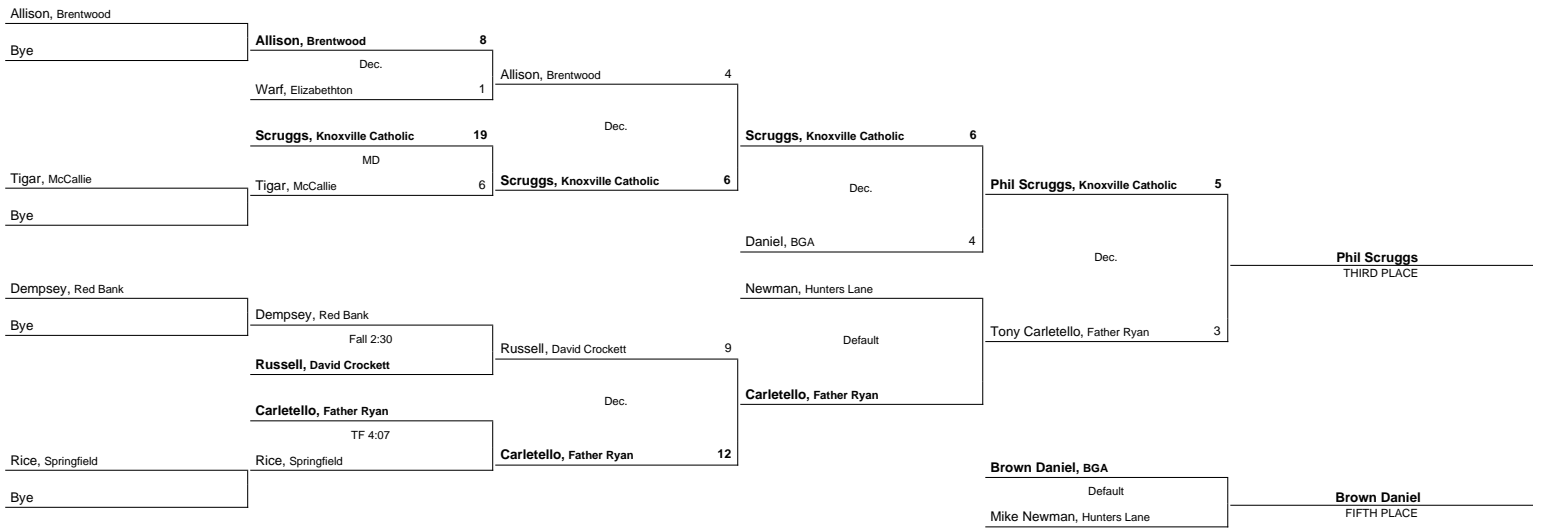 Allison, Brentwood
Bye
Tigar, McCallie
Bye
Dempsey, Red Bank
Bye
Rice, Springfield
Bye
Allison, Brentwood 8
Dec.
Warf, Elizabethton 1
Scruggs, Knoxville Catholic 19
MD
Tigar, McCallie 6
Dempsey, Red Bank
Fall 2:30
Russell, David Crockett
Carletello, Father Ryan
TF 4:07
Rice, Springfield
Allison, Brentwood 4
Dec.
Scruggs, Knoxville Catholic 6
Russell, David Crockett 9
Dec.
Carletello, Father Ryan 12
Scruggs, Knoxville Catholic 6
Dec.
Daniel, BGA 4
Newman, Hunters Lane
Default
Carletello, Father Ryan
Phil Scruggs, Knoxville Catholic 5
Dec.
Tony Carletello, Father Ryan 3
Phil Scruggs
THIRD PLACE
Brown Daniel, BGA
Default
Mike Newman, Hunters Lane
Brown Daniel
FIFTH PLACE